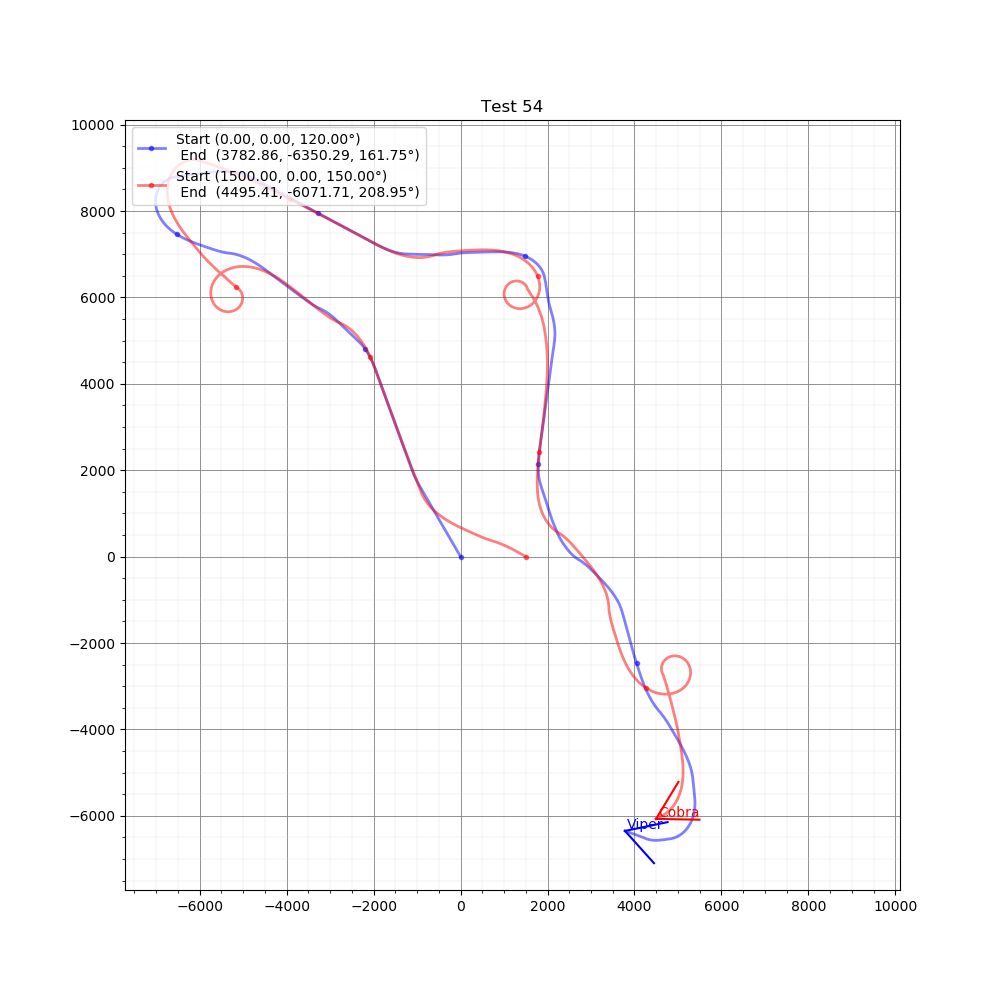 Test 54
Start (0.00, 0.00, 120.00°)
End (3782.86, -6350.29, 161.75°)
Start (1500.00, 0.00, 150.00°)
End (4495.41, -6071.71, 208.95°)
10000
8000
6000
4000
2000
0
−2000
−4000
−6000
Cobra
Viper
−6000 −4000 −2000 0 2000 4000 6000 8000 10000